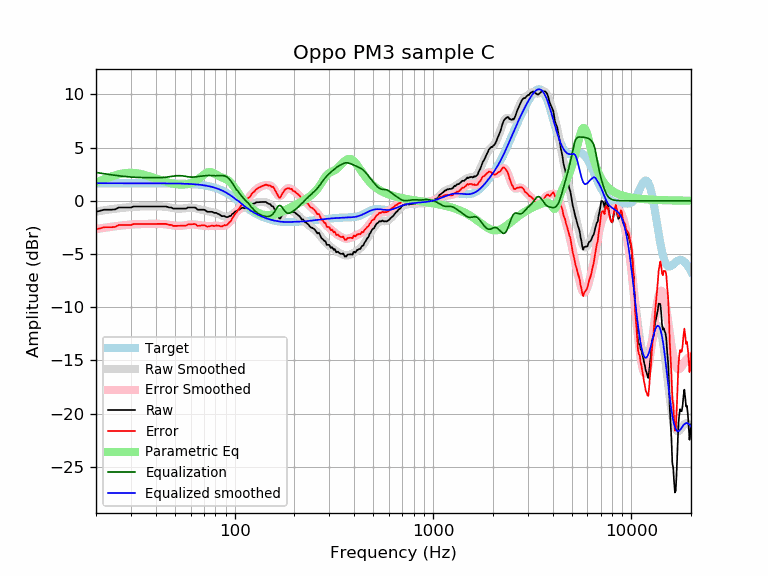 Oppo PM3 sample C
10
5
0
−5
−10
−15
−20
−25
Amplitude (dBr)
Target
Raw Smoothed
Error Smoothed
Raw
Error
Parametric Eq
Equalization
Equalized smoothed
100
1000
10000
Frequency (Hz)